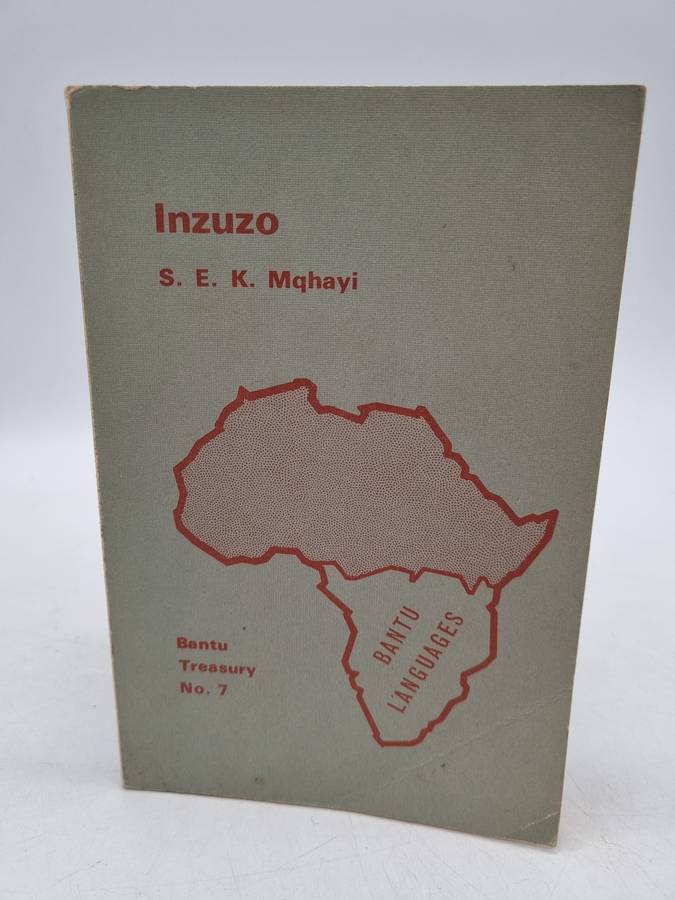 Inzuzo
S. E. K. Mqhayi
BANTU
LANGUAGES
Bantu
Treasury
No. 7